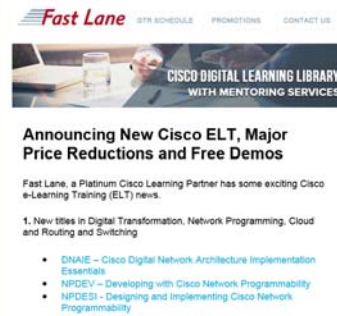 Fast Lane
GTR SCHEDULE PROMOTIONS CONTACT US
CISCO DIGITAL LEARNING LIBRARY
WITH MENTORING SERVICES
Announcing New Cisco ELT, Major
Price Reductions and Free Demos
Fast Lane, a Platinum Cisco Learning Partner has some exciting Cisco
e-Learning Training (ELT) news.
1. New titles in Digital Transformation, Network Programming, Cloud
and Routing and Switching
• DNAIE – Cisco Digital Network Architecture Implementation
Essentials
• NPDEV – Developing with Cisco Network Programmability
• NPDESI - Designing and Implementing Cisco Network
Programmability